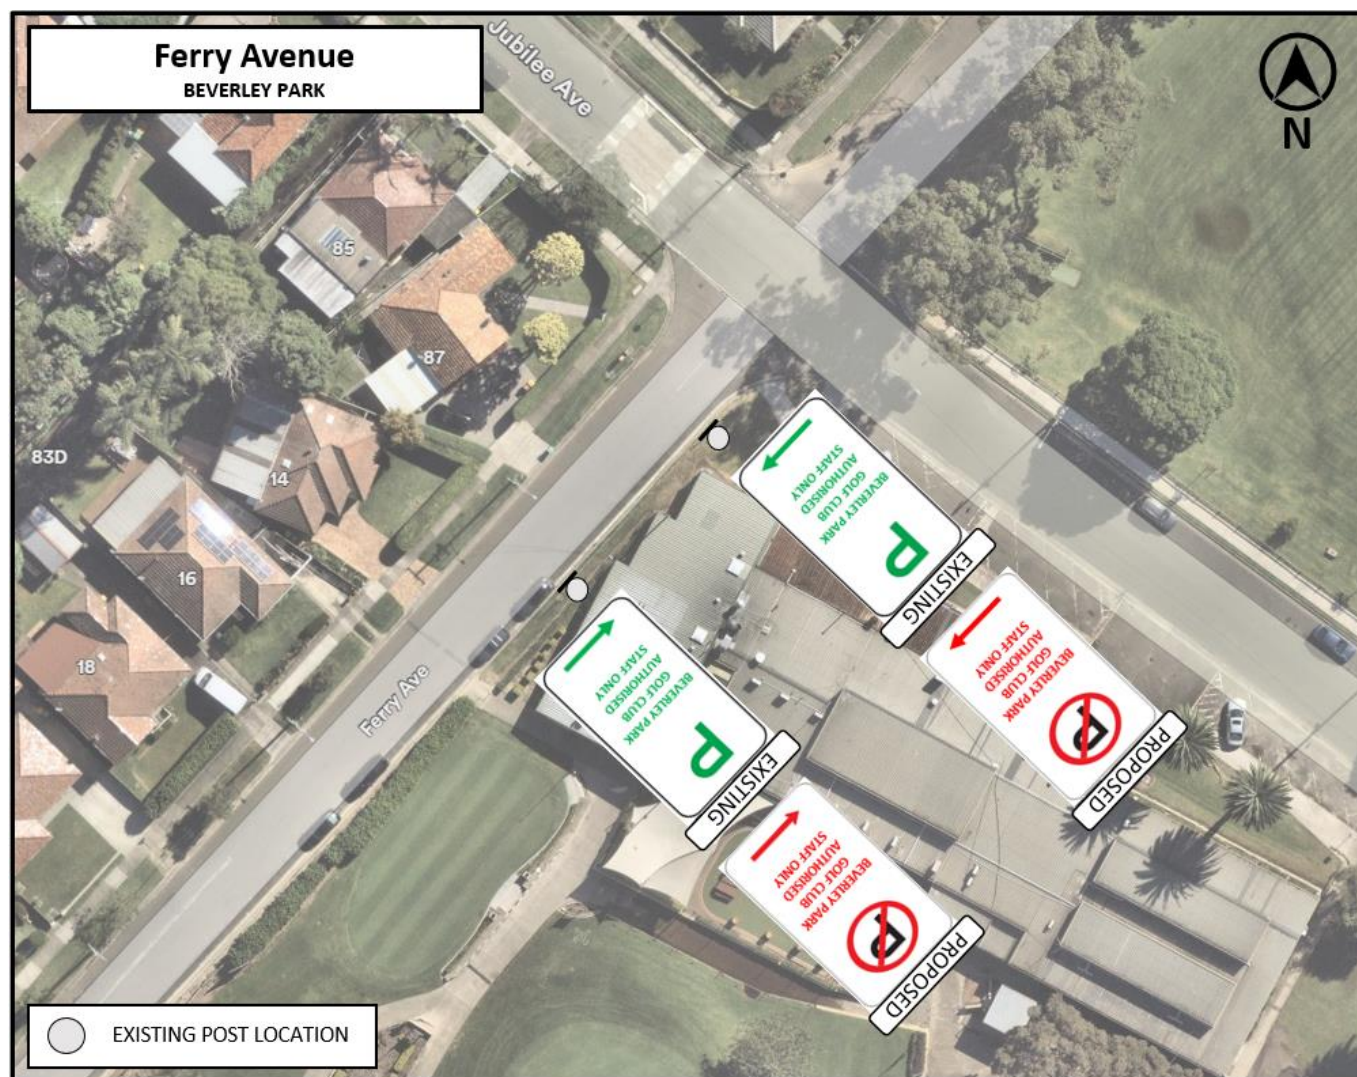 Ferry Avenue
BEVERLEY PARK
Jubilee Ave
N
85
87
83D
14
16
18
Ferry Ave
P
BEVERLEY PARK
GOLF CLUB
AUTHORISED
STAFF ONLY
EXISTING
P
BEVERLEY PARK
GOLF CLUB
AUTHORISED
STAFF ONLY
EXISTING
P
BEVERLEY PARK
GOLF CLUB
AUTHORISED
STAFF ONLY
PROPOSED
P
BEVERLEY PARK
GOLF CLUB
AUTHORISED
STAFF ONLY
PROPOSED
EXISTING POST LOCATION